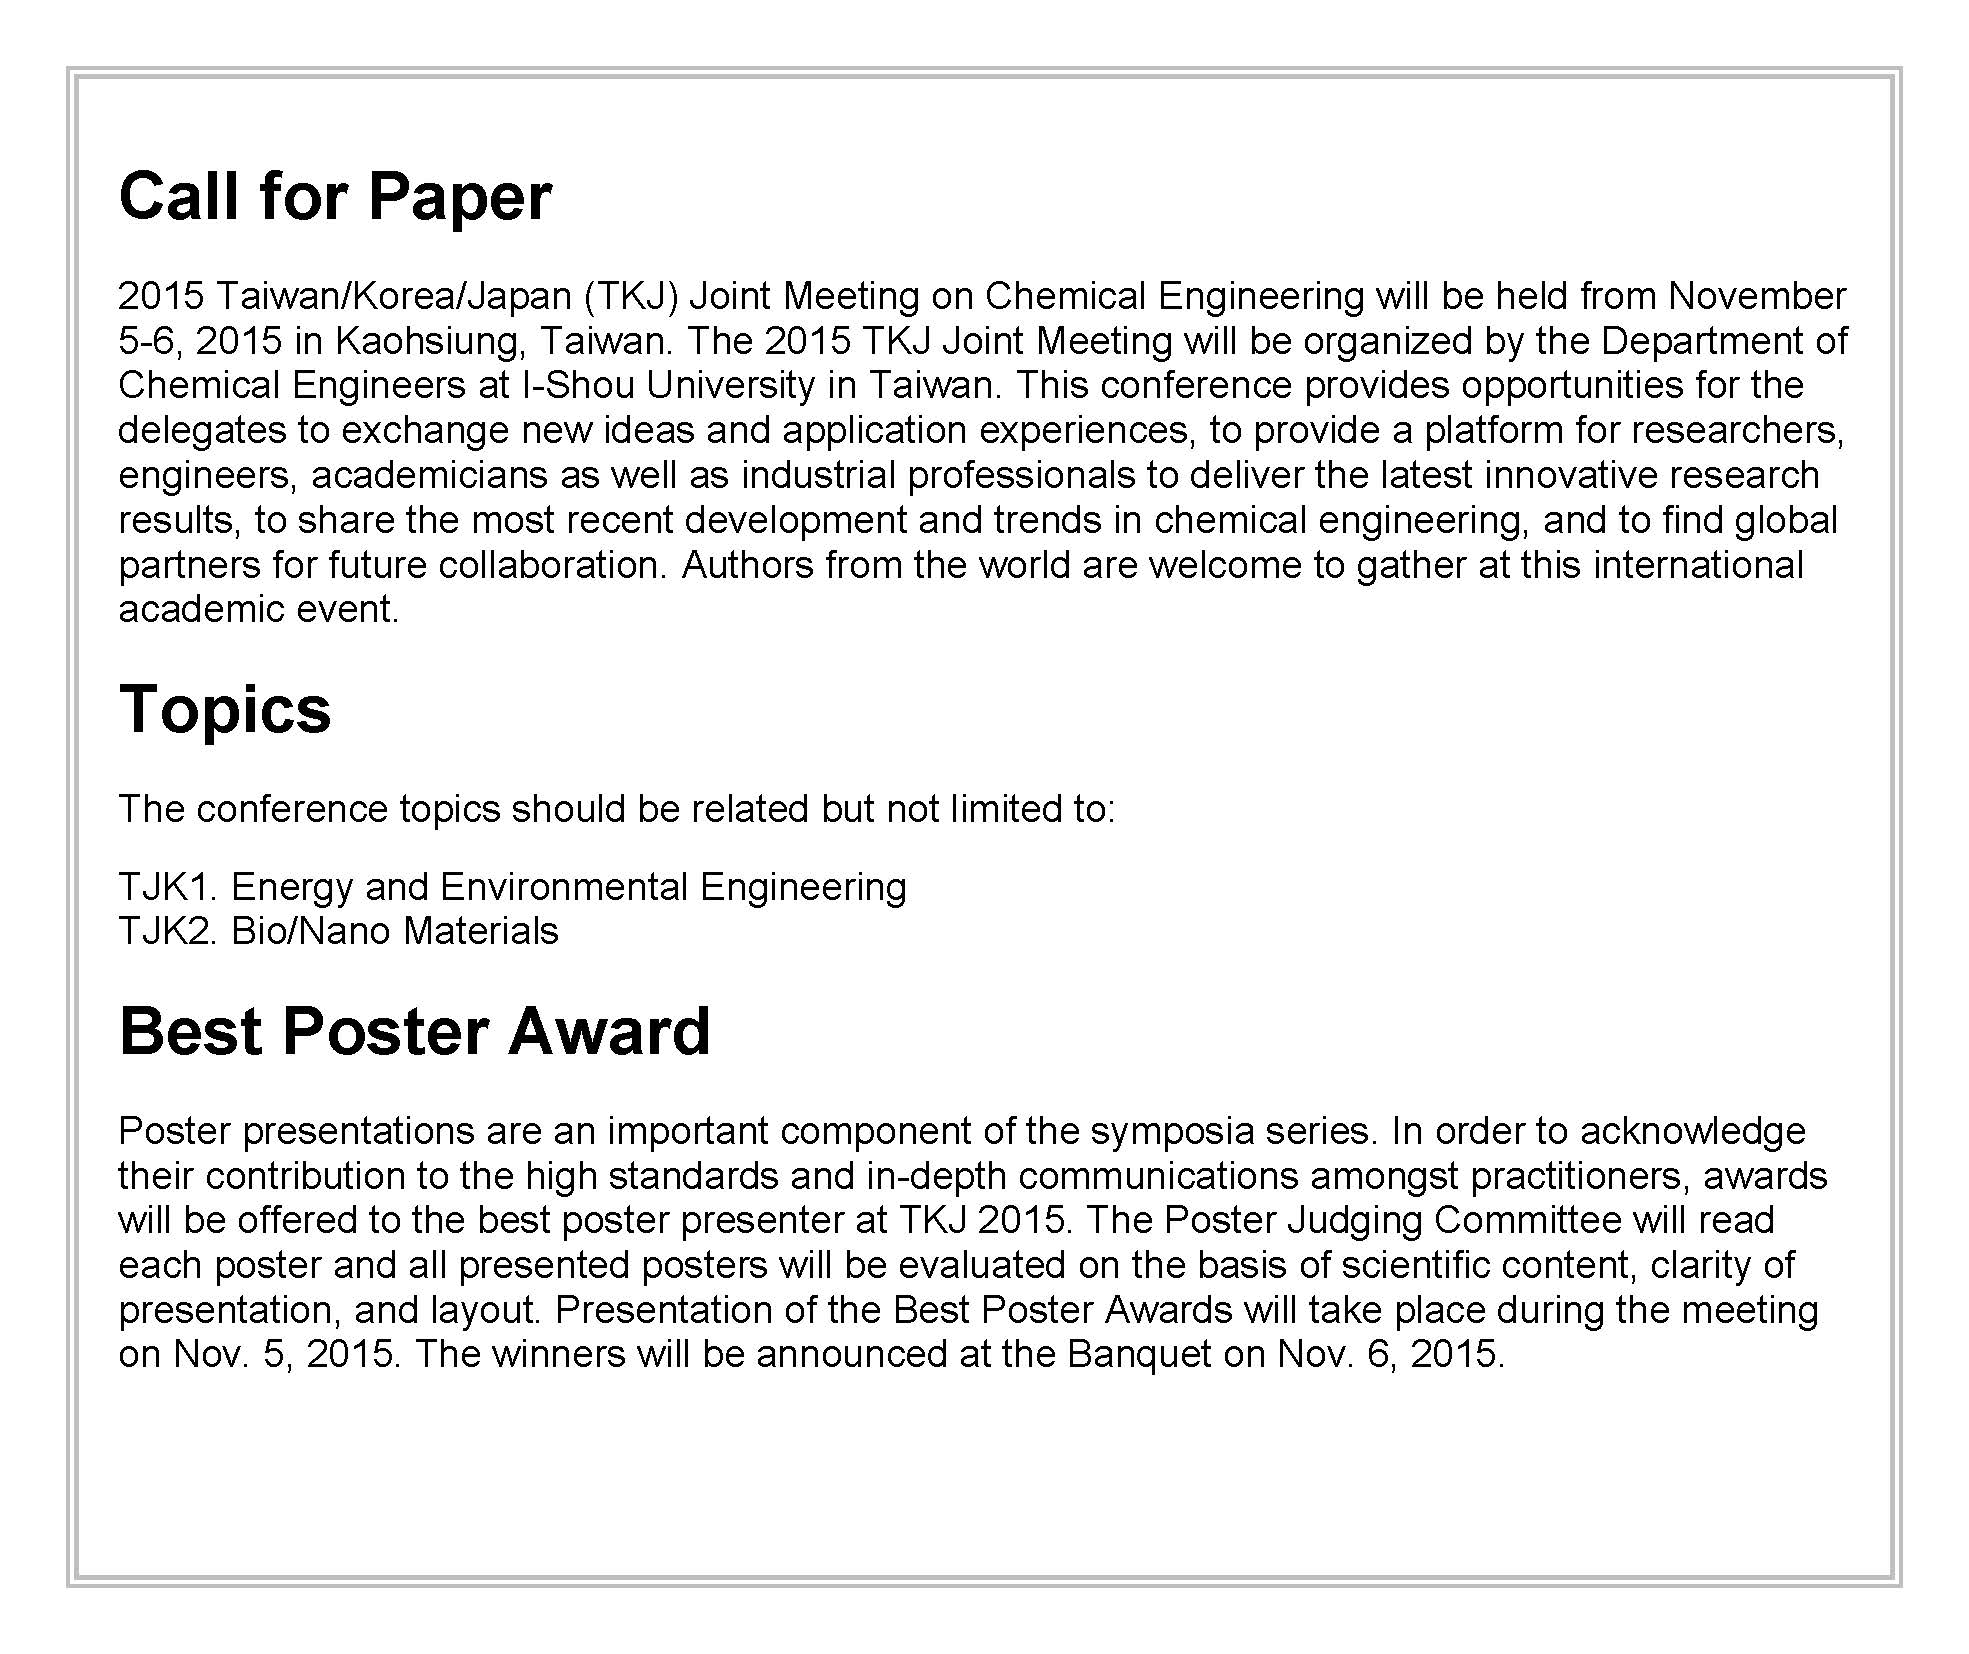 Call for Paper
2015 Taiwan/Korea/Japan (TKJ) Joint Meeting on Chemical Engineering will be held from November
5-6, 2015 in Kaohsiung, Taiwan. The 2015 TKJ Joint Meeting will be organized by the Department of
Chemical Engineers at I-Shou University in Taiwan. This conference provides opportunities for the
delegates to exchange new ideas and application experiences, to provide a platform for researchers,
engineers, academicians as well as industrial professionals to deliver the latest innovative research
results, to share the most recent development and trends in chemical engineering, and to find global
partners for future collaboration. Authors from the world are welcome to gather at this international
academic event.
Topics
The conference topics should be related but not limited to:
TJK1. Energy and Environmental Engineering
TJK2. Bio/Nano Materials
Best Poster Award
Poster presentations are an important component of the symposia series. In order to acknowledge
their contribution to the high standards and in-depth communications amongst practitioners, awards
will be offered to the best poster presenter at TKJ 2015. The Poster Judging Committee will read
each poster and all presented posters will be evaluated on the basis of scientific content, clarity of
presentation, and layout. Presentation of the Best Poster Awards will take place during the meeting
on Nov. 5, 2015. The winners will be announced at the Banquet on Nov. 6, 2015.